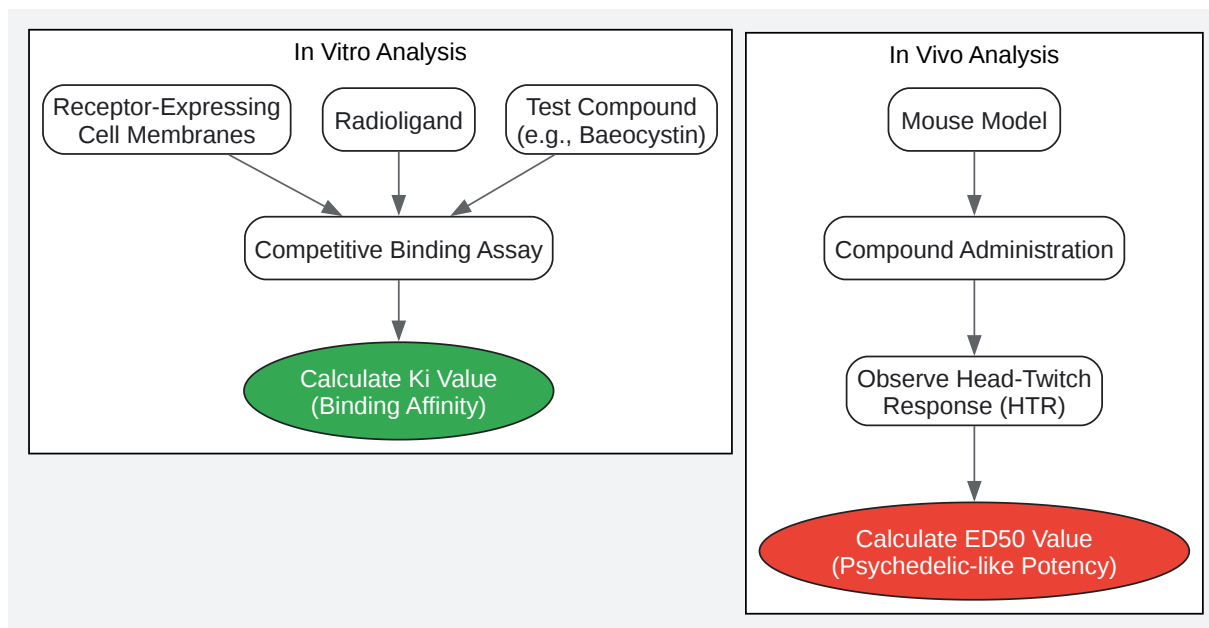 In Vitro Analysis
Receptor-Expressing
Cell Membranes
Radioligand
Test Compound
(e.g., Baeocystin)
Competitive Binding Assay
Calculate Ki Value
(Binding Affinity)
In Vivo Analysis
Mouse Model
Compound Administration
Observe Head-Twitch
Response (HTR)
Calculate ED50 Value
(Psychedelic-like Potency)